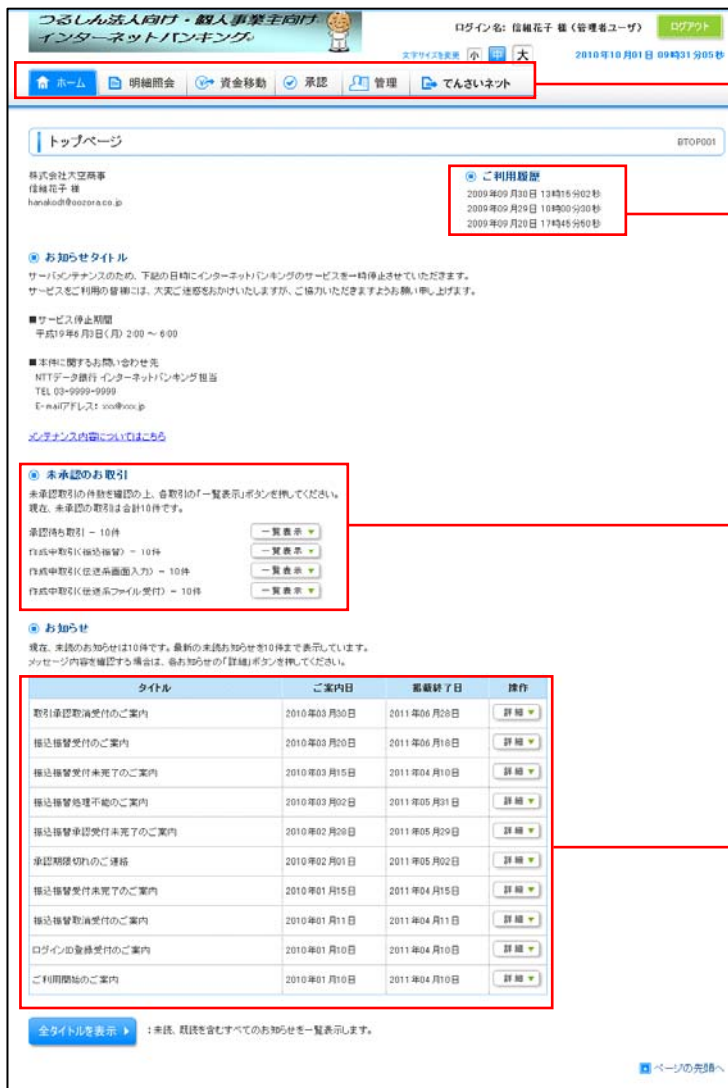 つるしん法人向け・個人事業主向け
インターネットバンキング
ログイン名: 信組花子 様 (管理者ユーザ)
ログアウト
文字サイズを変更 小 中 大
2010年10月01日 09時31分05秒
ホーム 明細照会 資金移動 承認 管理 でんさいネット
トップページ
BTOP001
株式会社大空商事
信組花子 様
hanakodt@oozora.co.jp
ご利用履歴
2009年09月30日 13時15分02秒
2009年09月29日 10時00分30秒
2009年09月20日 17時45分50秒
お知らせタイトル
サーバメンテナンスのため、下記の日時にインターネットバンキングのサービスを一時停止させていただきます。
サービスをご利用の皆様には、大変ご迷惑をおかけいたしますが、ご協力いただきますようお願い申し上げます。
■サービス停止期間
平成19年6月3日(月) 2:00 ～ 6:00
■本件に関するお問い合わせ先
NTTデータ銀行 インターネットバンキング担当
TEL 03-9999-9999
E-mailアドレス: xxx@xxx.jp
メンテナンス内容についてはこちら
未承認のお取引
未承認取引の件数を確認の上、各取引の「一覧表示」ボタンを押してください。
現在、未承認の取引は合計10件です。
承認待ち取引 - 10件 一覧表示
作成中取引(振込振替) - 10件 一覧表示
作成中取引(伝送系画面入力) - 10件 一覧表示
作成中取引(伝送系ファイル受付) - 10件 一覧表示
お知らせ
現在、未読のお知らせは10件です。最新の未読お知らせを10件まで表示しています。
メッセージ内容を確認する場合は、各お知らせの「詳細」ボタンを押してください。
タイトル ご案内日 掲載終了日 操作
取引承認取消受付のご案内 2010年03月30日 2011年06月28日 詳細
振込振替受付のご案内 2010年03月20日 2011年06月18日 詳細
振込振替受付未完了のご案内 2010年03月15日 2011年04月10日 詳細
振込振替処理不能のご案内 2010年03月02日 2011年05月31日 詳細
振込振替承認受付未完了のご案内 2010年02月28日 2011年05月29日 詳細
承認期限切れのご連絡 2010年02月01日 2011年05月02日 詳細
振込振替受付未完了のご案内 2010年01月15日 2011年04月15日 詳細
振込振替取消受付のご案内 2010年01月11日 2011年04月11日 詳細
ログインID登録受付のご案内 2010年01月10日 2011年04月10日 詳細
ご利用開始のご案内 2010年01月10日 2011年04月10日 詳細
全タイトルを表示 :未読、既読を含むすべてのお知らせを一覧表示します。
ページの先頭へ